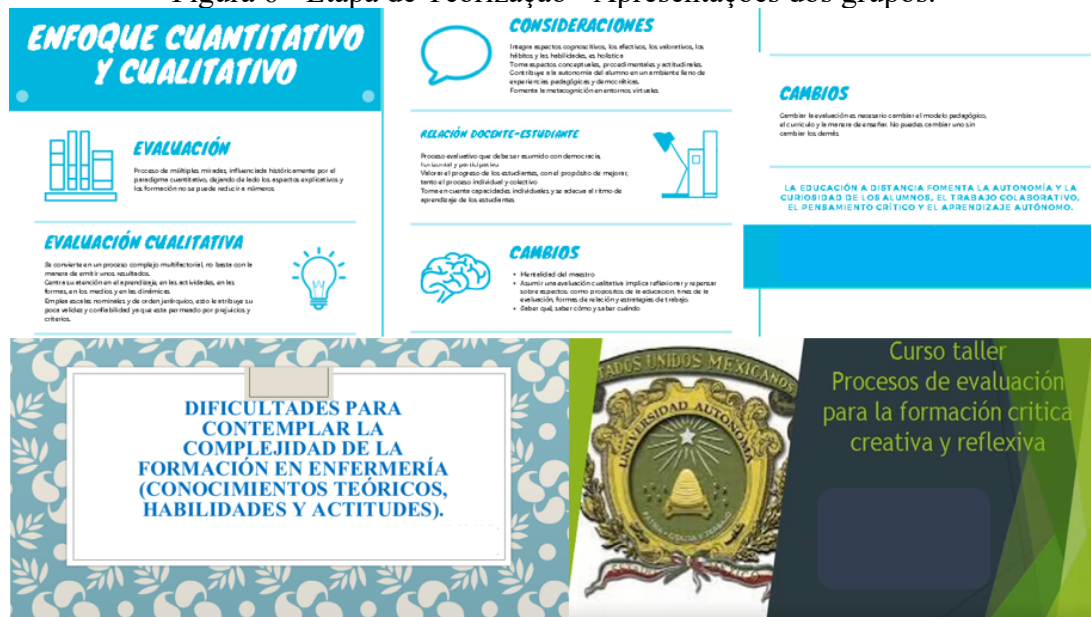 Figura 6 - Etapa de Teorização - Apresentações dos grupos.
ENFOQUE CUANTITATIVO
Y CUALITATIVO
EVALUACIÓN
Proceso de múltiples miradas, influenciada históricamente por el
paradigma cuantitativo, dejando de lado los aspectos explicativos y
los formación no se puede reducir a números.
EVALUACIÓN CUALITATIVA
Se convierte en un proceso complejo multifactorial, no basta con la
manera de emitir unos resultados.
Centra su atención en el aprendizaje, en las actividades, en las
formas, en los medios y en las dinámicas.
Emplea escalas nominales y de orden jerárquico, esto le atribuye su
poca validez y confiabilidad ya que esta permeado por prejuicios y
criterios.
CONSIDERACIONES
Integra aspectos cognoscitivos, los afectivos, los valorativos, los
hábitos y las habilidades, es holística
Toma aspectos conceptuales, procedimentales y actitudinales.
Contribuye a la autonomía del alumno en un ambiente lleno de
experiencias pedagógicas y democráticas.
Fomenta la metacognición en entornos virtuales.
RELACIÓN DOCENTE-ESTUDIANTE
Proceso evaluativo que debe ser asumido con democracia,
horizontal y participativa
Valorar el progreso de los estudiantes, con el propósito de mejorar,
tanto el proceso individual y colectivo
Tome en cuenta capacidades individuales y se adecue al ritmo de
aprendizaje de los estudiantes.
CAMBIOS
• Mentalidad del maestro
• Asumir una evaluación cualitativa implica reflexionar y repensar
sobre aspectos, como propositos de la educacion, fines de la
evaluación, formas de relación y estrategias de trabajo.
• Saber qué, saber cómo y saber cuándo
CAMBIOS
Cambiar la evaluación es necesario cambiar el modelo pedagógico,
el currículo y la manera de enseñar. No puedes cambiar uno sin
cambiar los demás.
LA EDUCACIÓN A DISTANCIA FOMENTA LA AUTONOMÍA Y LA
CURIOSIDAD DE LOS ALUMNOS, EL TRABAJO COLABORATIVO,
EL PENSAMIENTO CRÍTICO Y EL APRENDIZAJE AUTÓNOMO.
DIFICULTADES PARA
CONTEMPLAR LA
COMPLEJIDAD DE LA
FORMACIÓN EN ENFERMERÍA
(CONOCIMIENTOS TEÓRICOS,
HABILIDADES Y ACTITUDES).
TADOS UNIDOS MEXICANOS
UNIVERSIDAD AUTÓNOMA
PATRIA CIENCIA Y TRABAJO
Curso taller
Procesos de evaluación
para la formación critica
creativa y reflexiva